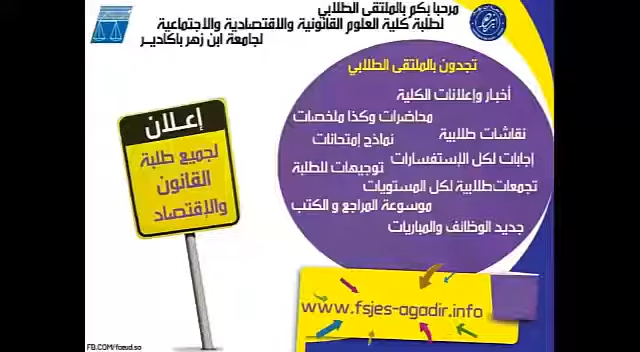 مرحبا بكم بالملتقى الطلابي
لطلبة كلية العلوم القانونية والاقتصادية والاجتماعية
لجامعة ابن زهر باكاديــر
تجدون بالملتقى الطلابي
أخبار وإعلانات الكلية
محاضرات وكذا ملخصات
نقاشات طلابية
نماذج إمتحانات
إجابات لكل الإستفسارات
توجيهات للطلبة
تجمعات طلابية لكل المستويات
موسوعة المراجع و الكتب
جديد الوظائف والمباريات
إعــلان
لجميع طلبة
القانون
والإقتصاد
www.fsjes-agadir.info